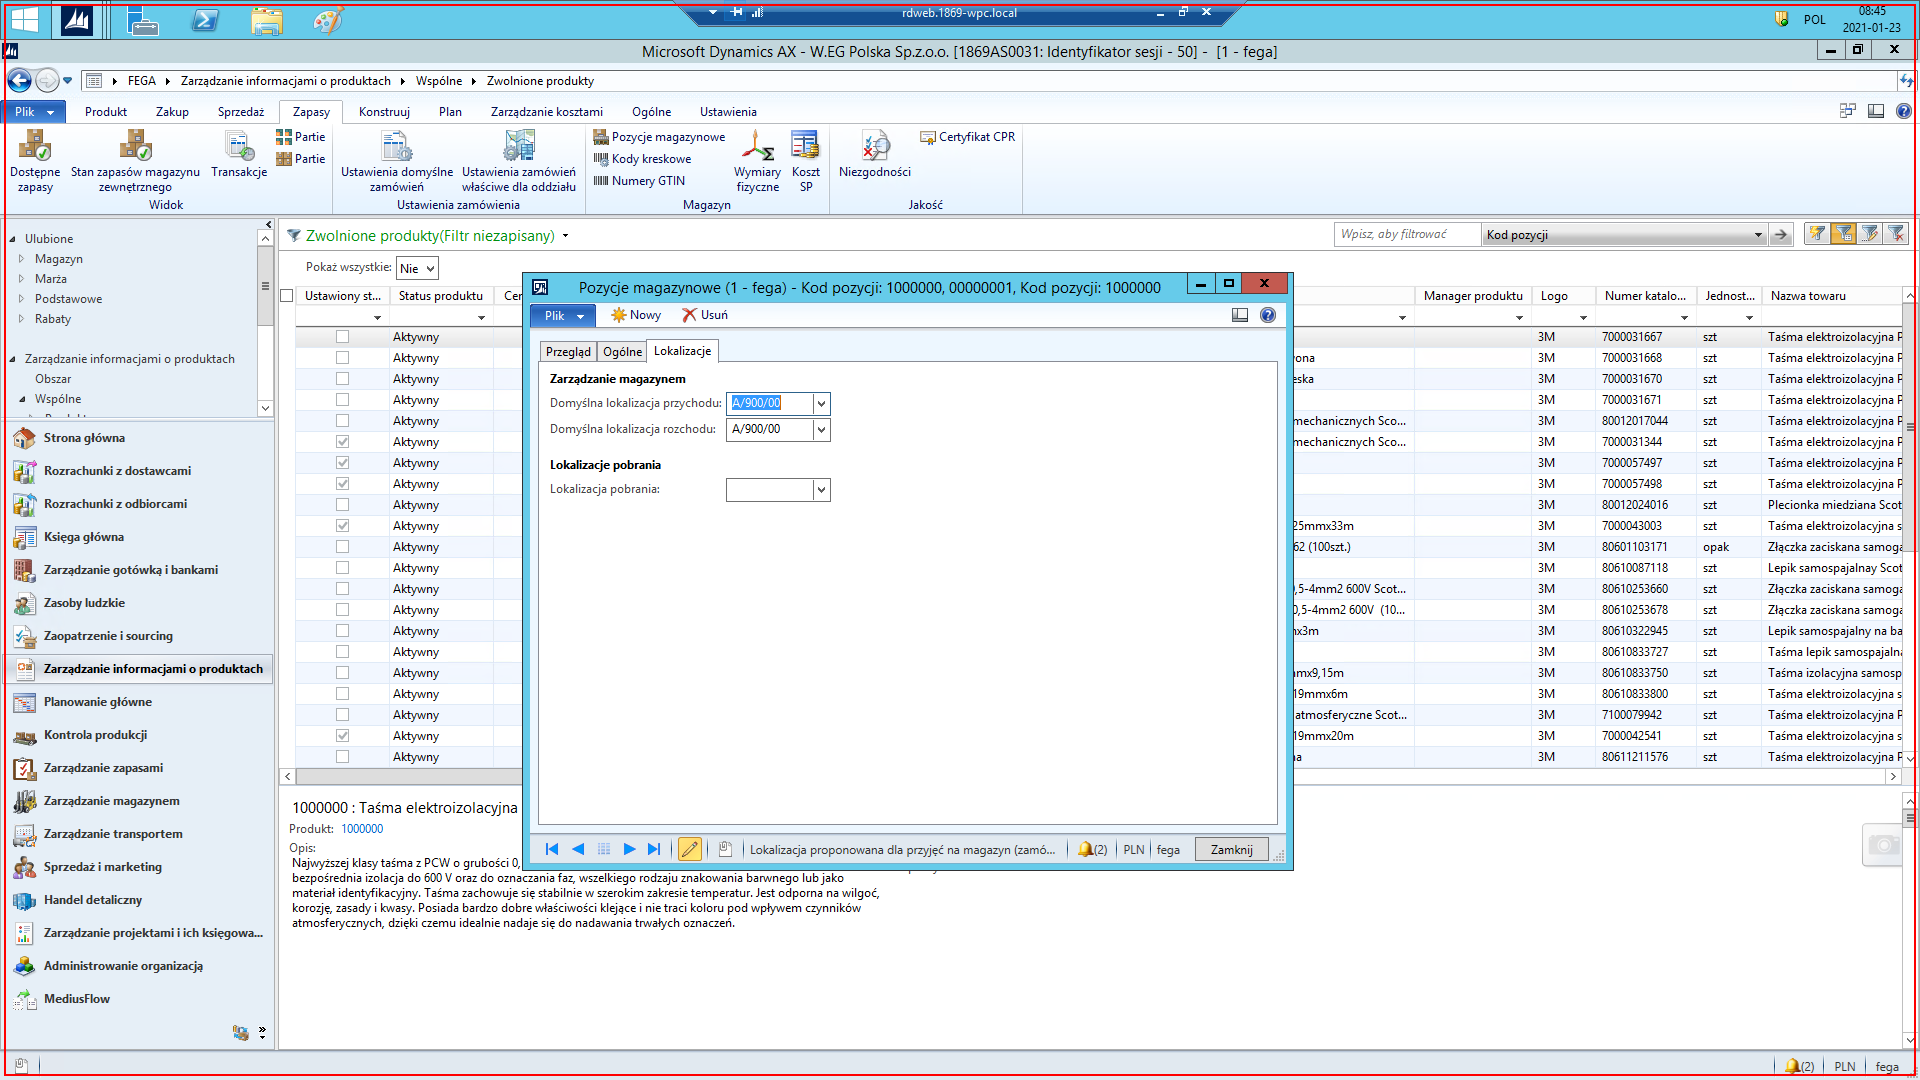 rdweb.1869-wpc.local
POL
08:45
2021-01-23
Microsoft Dynamics AX - W.EG Polska Sp.z.o.o. [1869AS0031: Identyfikator sesji - 50] - [1 - fega]
FEGA
Zarządzanie informacjami o produktach
Wspólne
Zwolnione produkty
Plik
Produkt
Zakup
Sprzedaż
Zapasy
Konstruuj
Plan
Zarządzanie kosztami
Ogólne
Ustawienia
Dostępne zapasy
Stan zapasów magazynu zewnętrznego
Transakcje
Partie
Partie
Widok
Ustawienia domyślne zamówień
Ustawienia zamówień właściwe dla oddziału
Ustawienia zamówienia
Pozycje magazynowe
Kody kreskowe
Numery GTIN
Wymiary fizyczne
Koszt SP
Magazyn
Niezgodności
Certyfikat CPR
Jakość
Ulubione
Magazyn
Marża
Podstawowe
Rabaty
Zarządzanie informacjami o produktach
Obszar
Wspólne
Strona główna
Rozrachunki z dostawcami
Rozrachunki z odbiorcami
Księga główna
Zarządzanie gotówką i bankami
Zasoby ludzkie
Zaopatrzenie i sourcing
Zarządzanie informacjami o produktach
Planowanie główne
Kontrola produkcji
Zarządzanie zapasami
Zarządzanie magazynem
Zarządzanie transportem
Sprzedaż i marketing
Handel detaliczny
Zarządzanie projektami i ich księgowa...
Administrowanie organizacją
MediusFlow
Zwolnione produkty(Filtr niezapisany)
Wpisz, aby filtrować
Kod pozycji
Pokaż wszystkie: Nie
Ustawiony st... Status produktu Cer Manager produktu Logo Numer katalo... Jednost... Nazwa towaru
Aktywny 3M 7000031667 szt Taśma elektroizolacyjna P
Aktywny wona 3M 7000031668 szt Taśma elektroizolacyjna P
Aktywny eska 3M 7000031670 szt Taśma elektroizolacyjna P
Aktywny 3M 7000031671 szt Taśma elektroizolacyjna P
Aktywny mechanicznych Sco... 3M 80012017044 szt Taśma elektroizolacyjna P
Aktywny mechanicznych Sco... 3M 7000031344 szt Taśma elektroizolacyjna P
Aktywny 3M 7000057497 szt Taśma elektroizolacyjna P
Aktywny 3M 7000057498 szt Taśma elektroizolacyjna P
Aktywny 3M 80012024016 szt Plecionka miedziana Scot
Aktywny 25mmx33m 3M 7000043003 szt Taśma elektroizolacyjna s
Aktywny 62 (100szt.) 3M 80601103171 opak Złączka zaciskana samoga
Aktywny 3M 80610087118 szt Lepik samospajalnay Scot
Aktywny ,5-4mm2 600V Scot... 3M 80610253660 szt Złączka zaciskana samoga
Aktywny 0,5-4mm2 600V (10... 3M 80610253678 szt Złączka zaciskana samoga
Aktywny mx3m 3M 80610322945 szt Lepik samospajalny na ba
Aktywny 3M 80610833727 szt Taśma lepik samospajaln
Aktywny mmx9,15m 3M 80610833750 szt Taśma izolacyjna samosp
Aktywny 19mmx6m 3M 80610833800 szt Taśma elektroizolacyjna s
Aktywny atmosferyczne Scot... 3M 7100079942 szt Taśma elektroizolacyjna P
Aktywny 19mmx20m 3M 7000042541 szt Taśma elektroizolacyjna s
Aktywny na 3M 80611211576 szt Taśma elektroizolacyjna P
Pozycje magazynowe (1 - fega) - Kod pozycji: 1000000, 00000001, Kod pozycji: 1000000
Plik
Nowy
Usuń
Przegląd
Ogólne
Lokalizacje
Zarządzanie magazynem
Domyślna lokalizacja przychodu: A/900/00
Domyślna lokalizacja rozchodu: A/900/00
Lokalizacje pobrania
Lokalizacja pobrania:
Lokalizacja proponowana dla przyjęć na magazyn (zamó...
(2)
PLN
fega
Zamknij
1000000 : Taśma elektroizolacyjna
Produkt: 1000000
Opis:
Najwyższej klasy taśma z PCW o grubości 0,
bezpośrednia izolacja do 600 V oraz do oznaczania faz, wszelkiego rodzaju znakowania barwnego lub jako
materiał identyfikacyjny. Taśma zachowuje się stabilnie w szerokim zakresie temperatur. Jest odporna na wilgoć,
korozję, zasady i kwasy. Posiada bardzo dobre właściwości klejące i nie traci koloru pod wpływem czynników
atmosferycznych, dzięki czemu idealnie nadaje się do nadawania trwałych oznaczeń.
(2)
PLN
fega